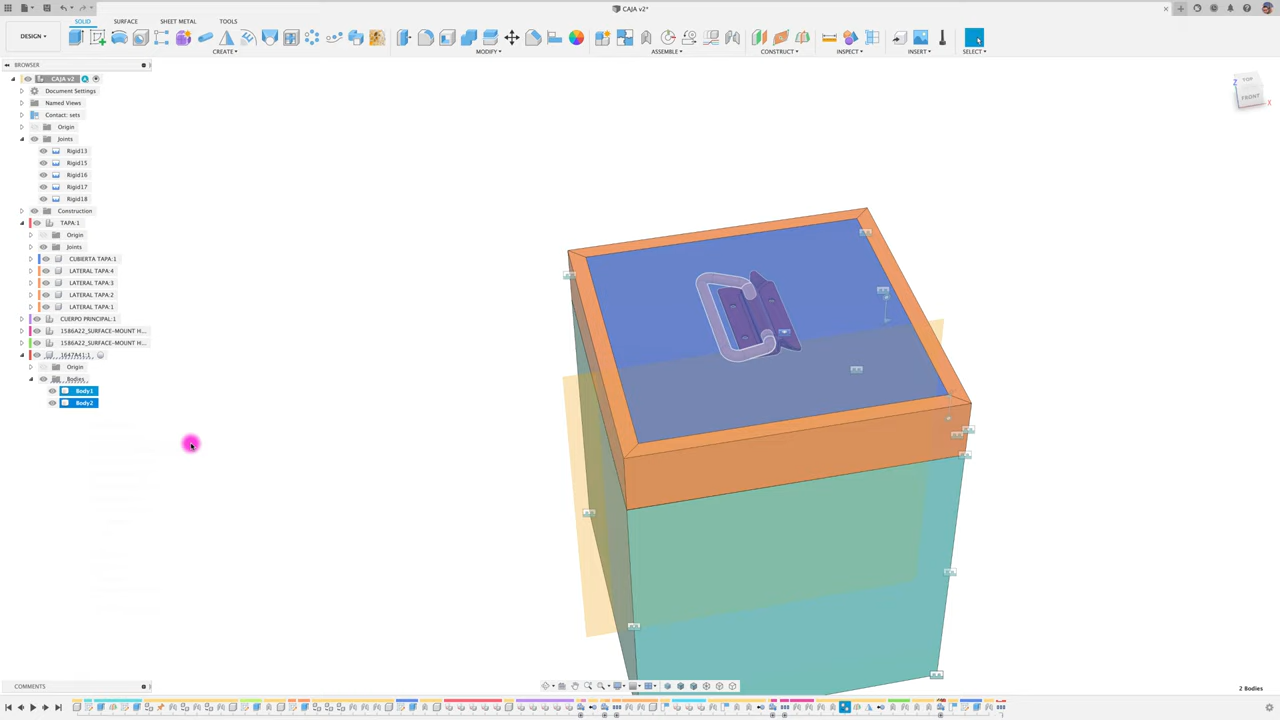 CAJA v2*
SOLID
SURFACE
SHEET METAL
TOOLS
DESIGN
CREATE
MODIFY
ASSEMBLE
CONSTRUCT
INSPECT
INSERT
SELECT
BROWSER
CAJA v2
Document Settings
Named Views
Contact: sets
Origin
Joints
Rigid13
Rigid15
Rigid16
Rigid17
Rigid18
Construction
TAPA:1
Origin
Joints
CUBIERTA TAPA:1
LATERAL TAPA:4
LATERAL TAPA:3
LATERAL TAPA:2
LATERAL TAPA:1
CUERPO PRINCIPAL:1
1586A22_SURFACE-MOUNT H...
1586A22_SURFACE-MOUNT H...
1647A41:1
Origin
Bodies
Body1
Body2
TOP
FRONT
Z
X
COMMENTS
2 Bodies